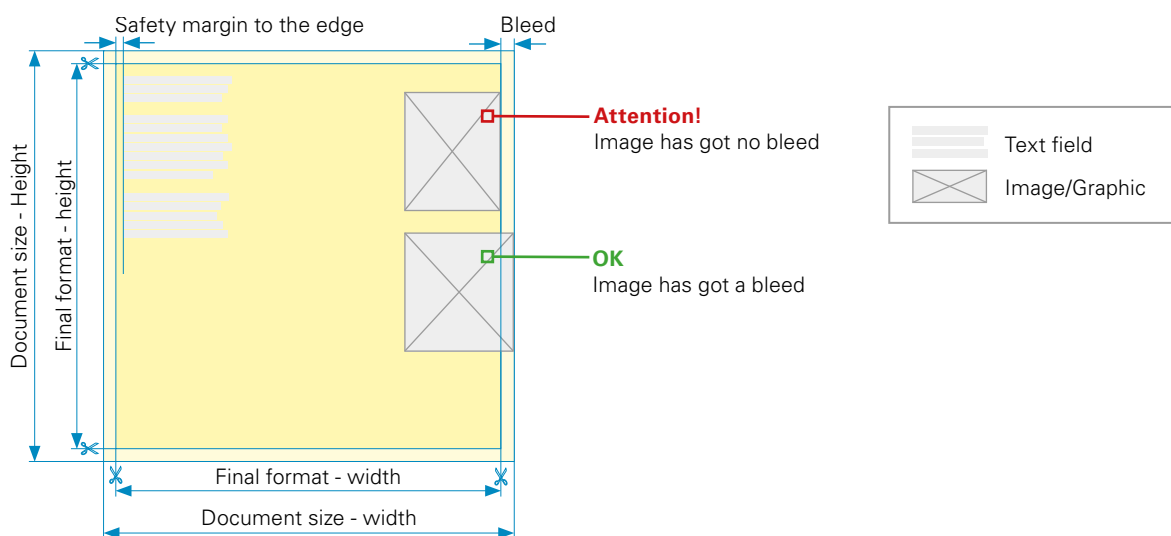 Safety margin to the edge
Bleed
Attention!
Image has got no bleed
Text field
Image/Graphic
Document size - Height
Final format - height
OK
Image has got a bleed
Final format - width
Document size - width